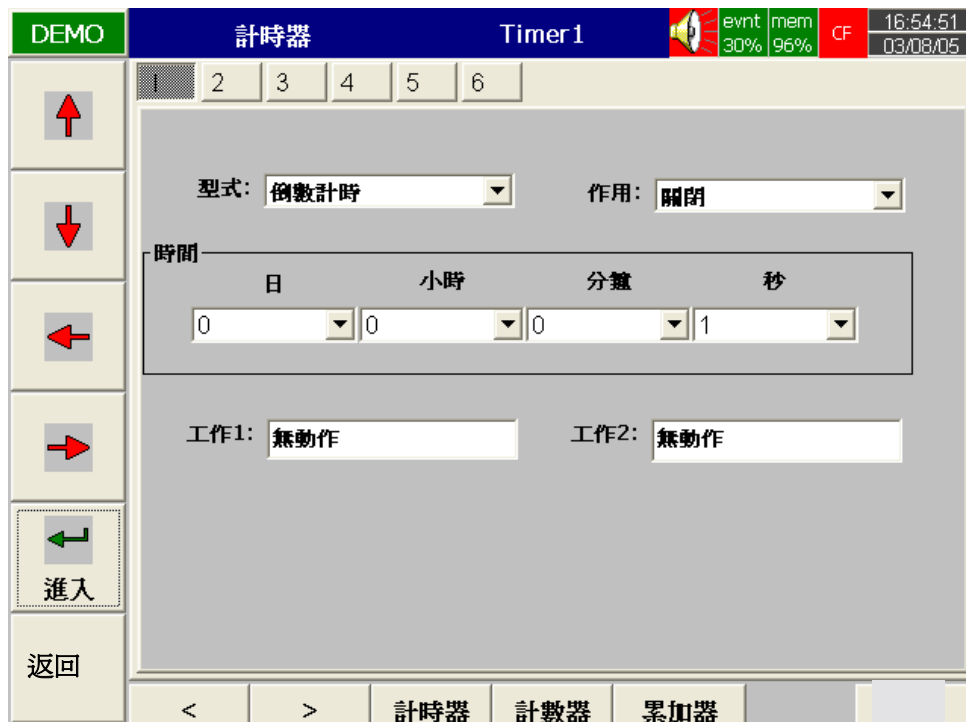 DEMO 計時器 Timer1 evnt 30% mem 96% CF 16:54:51 03/08/05
1 2 3 4 5 6
型式: 倒數計時 作用: 關閉
時間
日 小時 分鐘 秒
0 0 0 1
工作1: 無動作 工作2: 無動作
進入
返回
< > 計時器 計數器 累加器